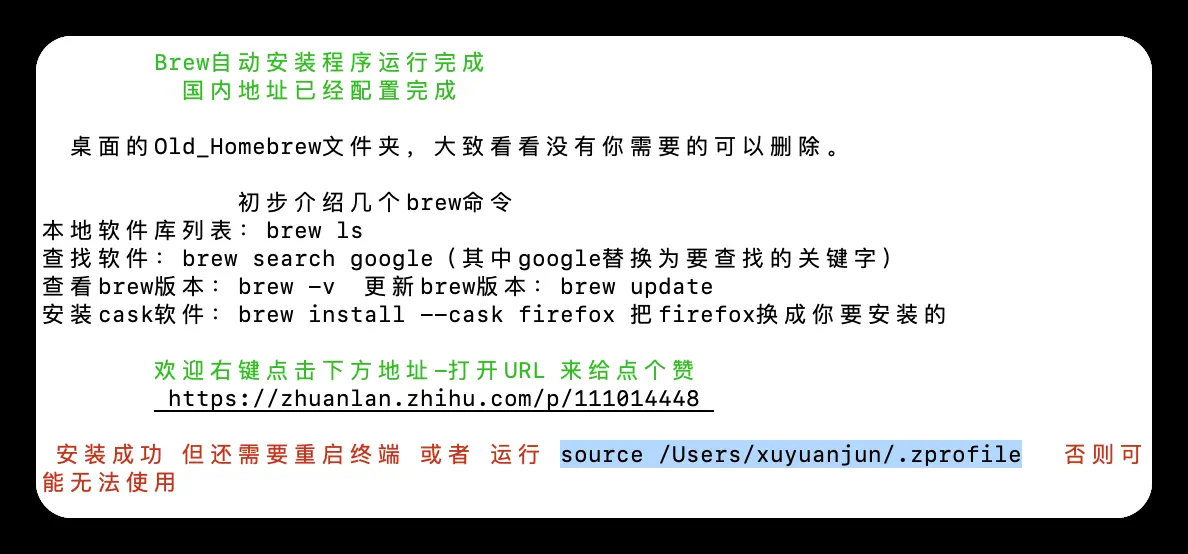 Brew自动安装程序运行完成
国内地址已经配置完成
桌面的Old_Homebrew文件夹，大致看看没有你需要的可以删除。
初步介绍几个brew命令
本地软件库列表：brew ls
查找软件：brew search google（其中google替换为要查找的关键字）
查看brew版本：brew -v  更新brew版本：brew update
安装cask软件：brew install --cask firefox 把firefox换成你要安装的
欢迎右键点击下方地址-打开URL 来给点个赞
https://zhuanlan.zhihu.com/p/111014448
安装成功 但还需要重启终端 或者 运行 source /Users/xuyuanjun/.zprofile  否则可
能无法使用